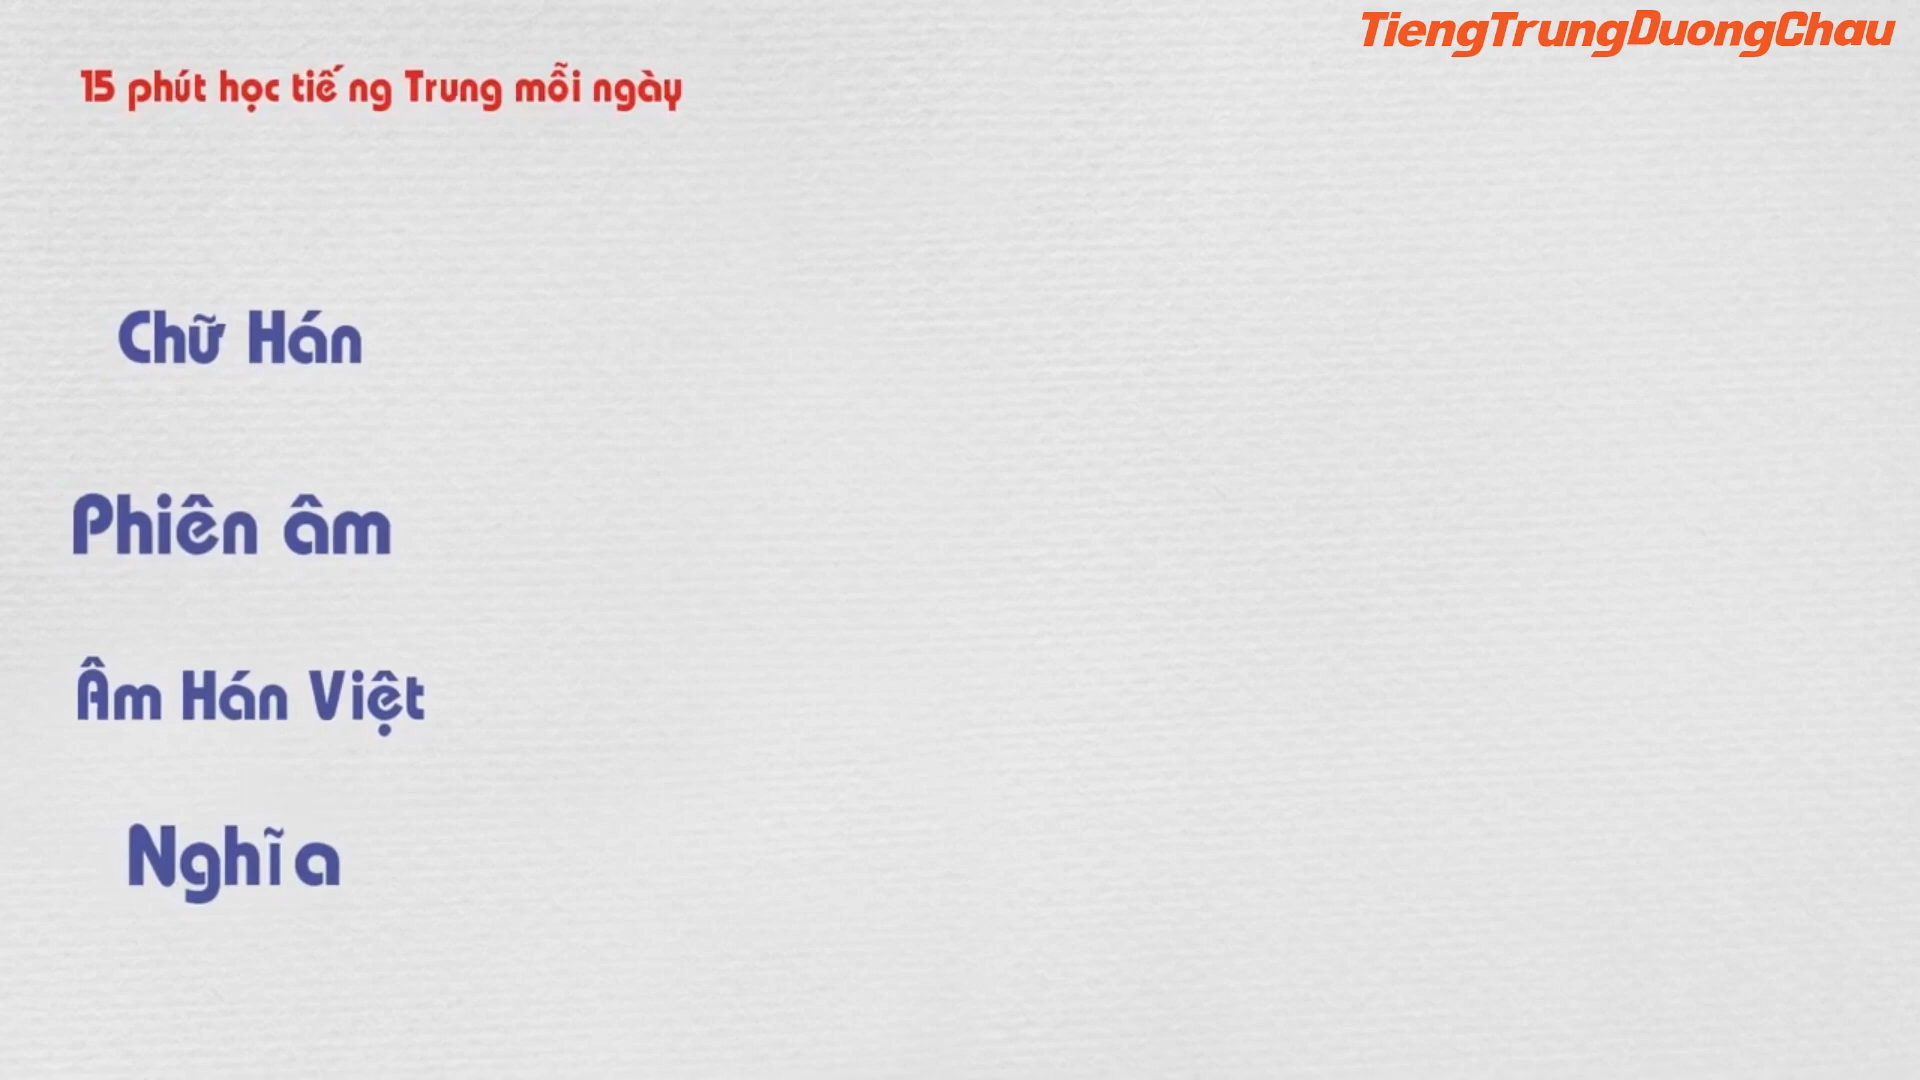 TiengTrungDuongChau
15 phút học tiếng Trung mỗi ngày
Chữ Hán
Phiên âm
Âm Hán Việt
Nghĩa